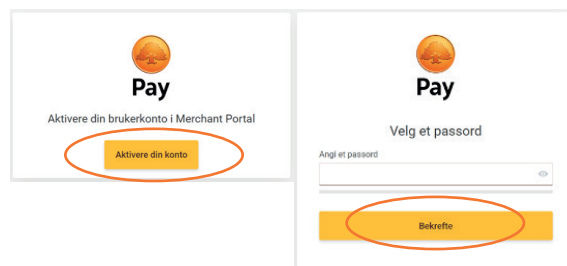 Pay
Aktivere din brukerkonto i Merchant Portal
Aktivere din konto
Pay
Velg et passord
Angi et passord
Bekrefte